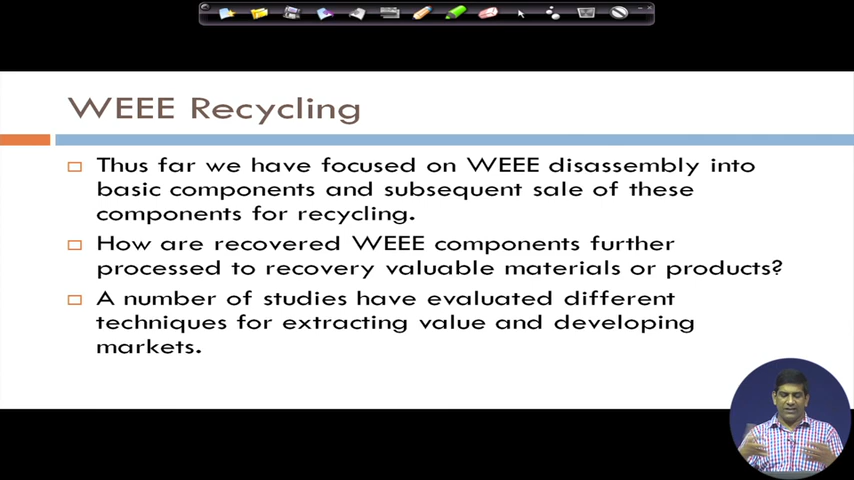 WEEE Recycling
Thus far we have focused on WEEE disassembly into
basic components and subsequent sale of these
components for recycling.
How are recovered WEEE components further
processed to recovery valuable materials or products?
A number of studies have evaluated different
techniques for extracting value and developing
markets.